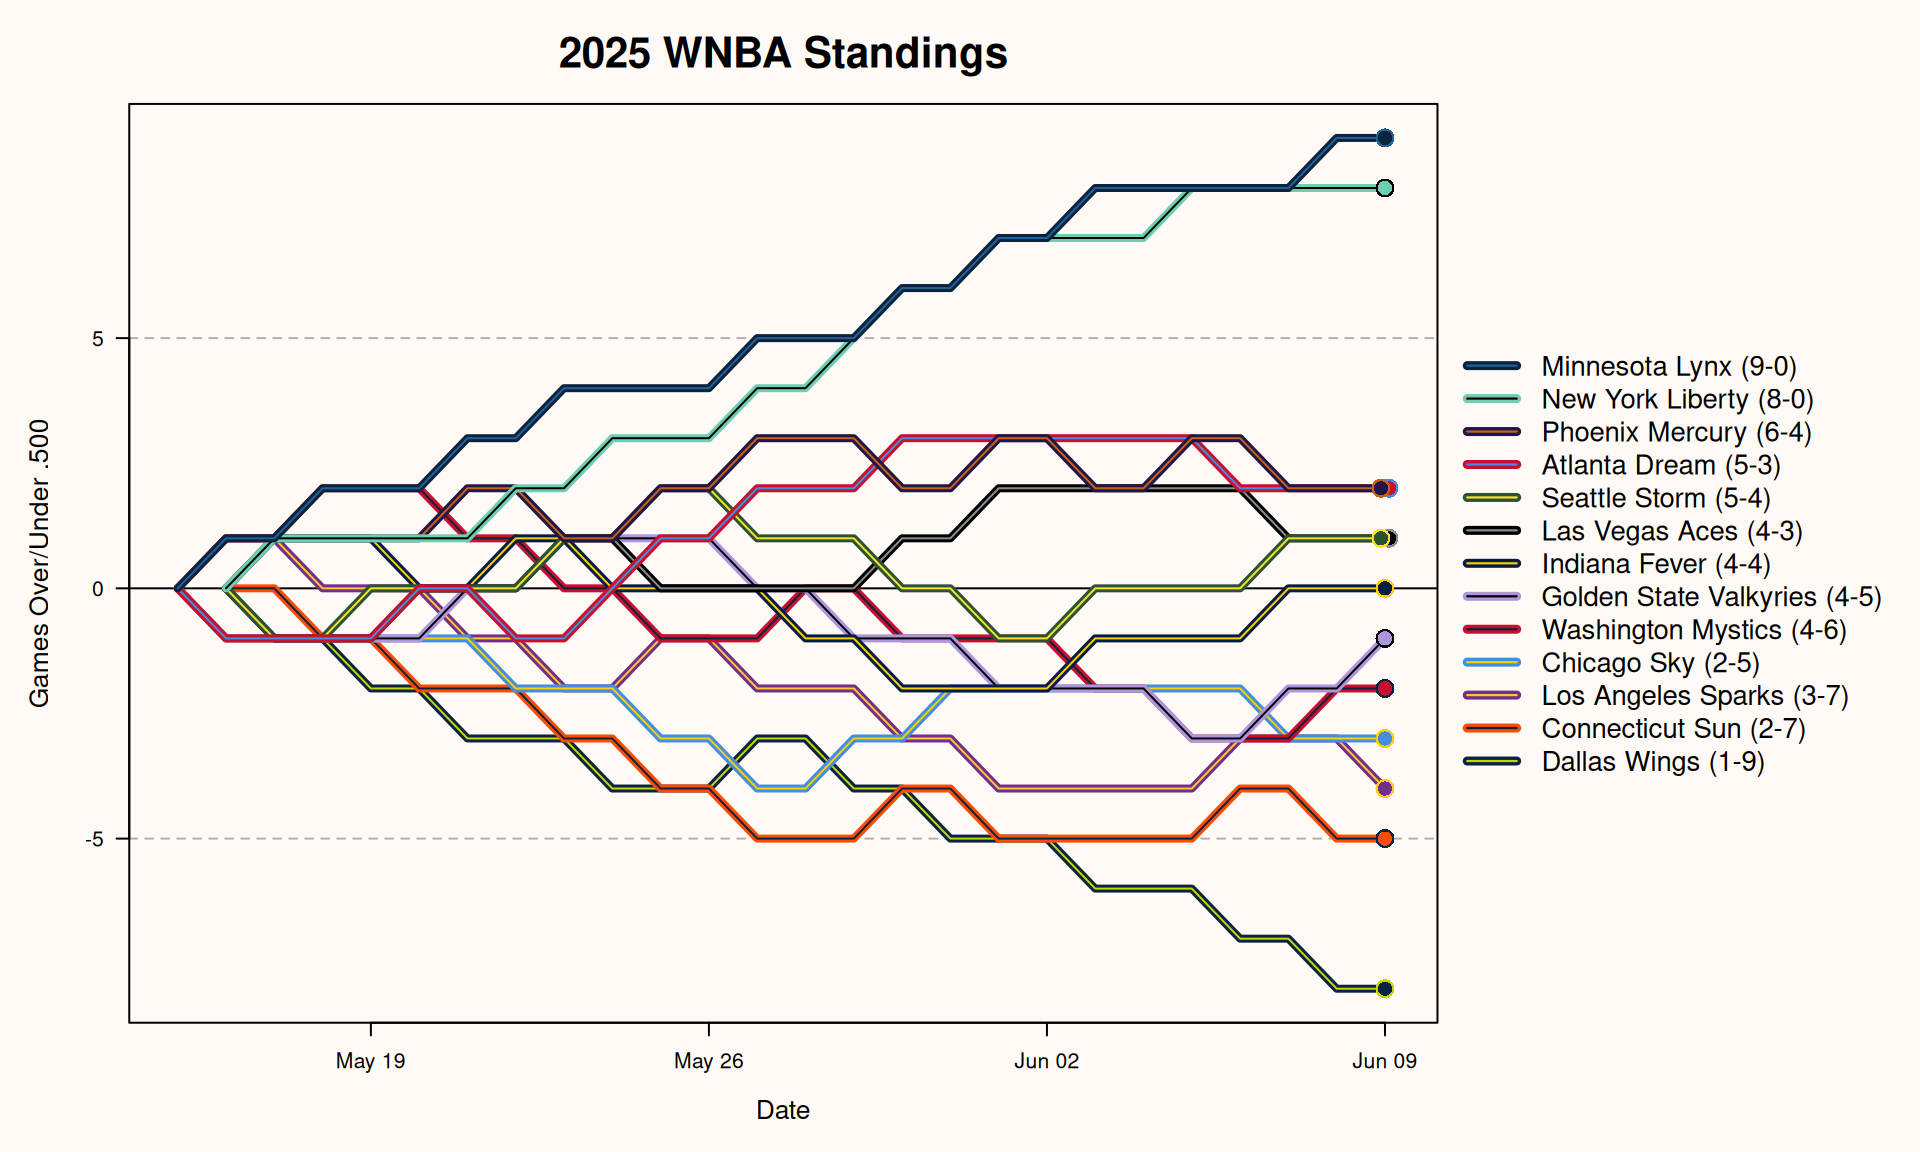 2025 WNBA Standings
Games Over/Under .500
5
0
-5
May 19
May 26
Jun 02
Jun 09
Date
Minnesota Lynx (9-0)
New York Liberty (8-0)
Phoenix Mercury (6-4)
Atlanta Dream (5-3)
Seattle Storm (5-4)
Las Vegas Aces (4-3)
Indiana Fever (4-4)
Golden State Valkyries (4-5)
Washington Mystics (4-6)
Chicago Sky (2-5)
Los Angeles Sparks (3-7)
Connecticut Sun (2-7)
Dallas Wings (1-9)